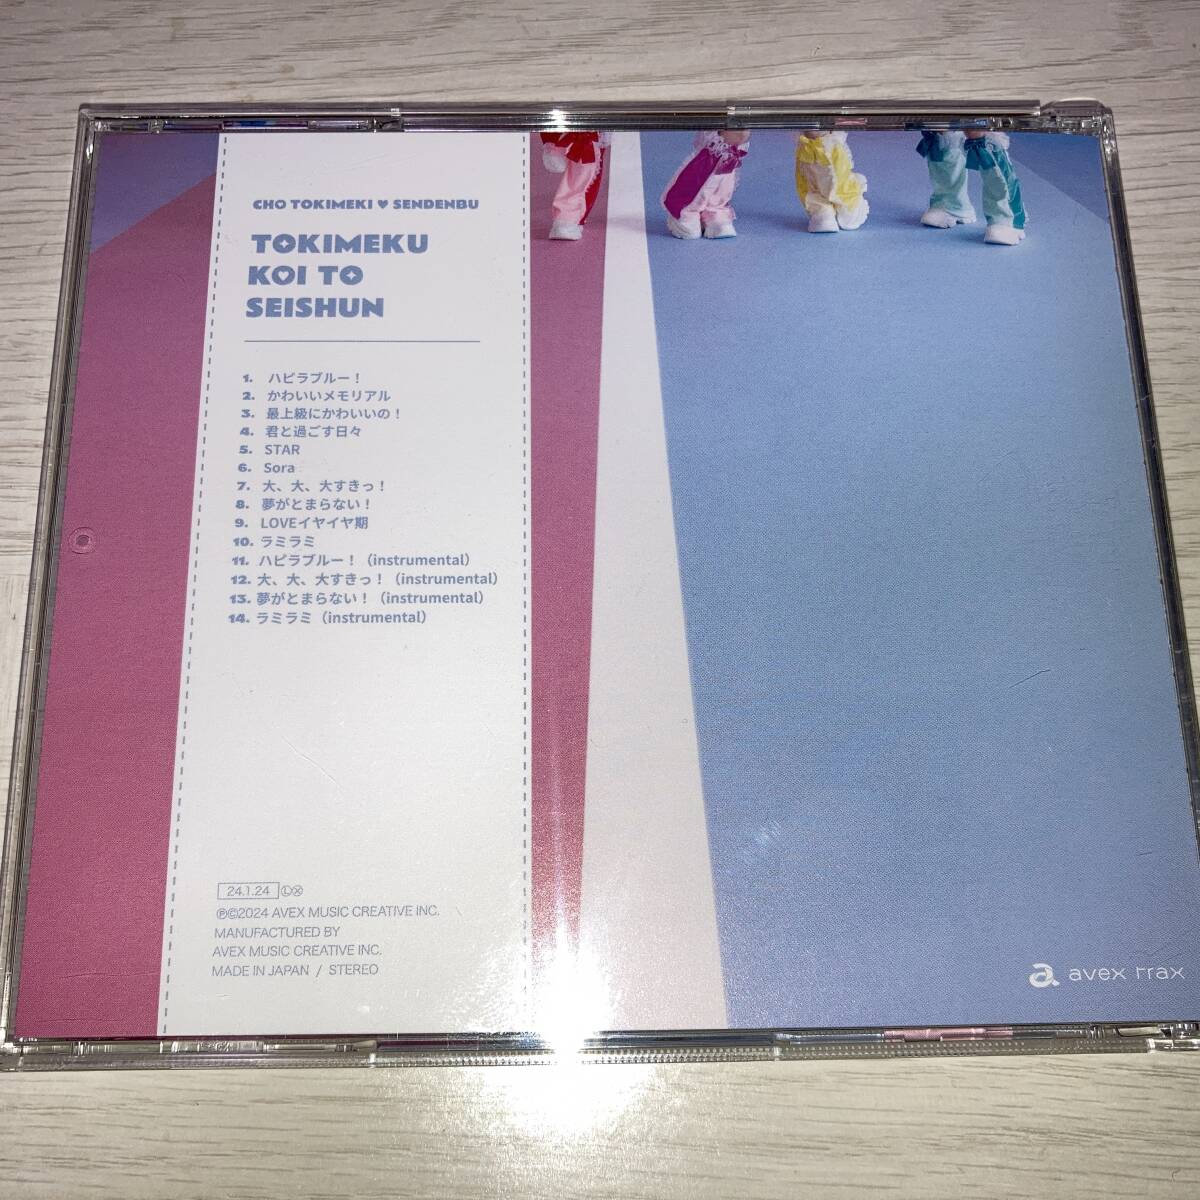 CHO TOKIMEKI ♥ SENDENBU
TOKIMEKU
KOI TO
SEISHUN
1. ハピラブルー！
2. かわいいメモリアル
3. 最上級にかわいいの！
4. 君と過ごす日々
5. STAR
6. Sora
7. 大、大、大すきっ！
8. 夢がとまらない！
9. LOVEイヤイヤ期
10. ラミラミ
11. ハピラブルー！（instrumental）
12. 大、大、大すきっ！（instrumental）
13. 夢がとまらない！（instrumental）
14. ラミラミ（instrumental）
24.1.24 Ⓛⓧ
℗©2024 AVEX MUSIC CREATIVE INC.
MANUFACTURED BY
AVEX MUSIC CREATIVE INC.
MADE IN JAPAN / STEREO
a avex trax